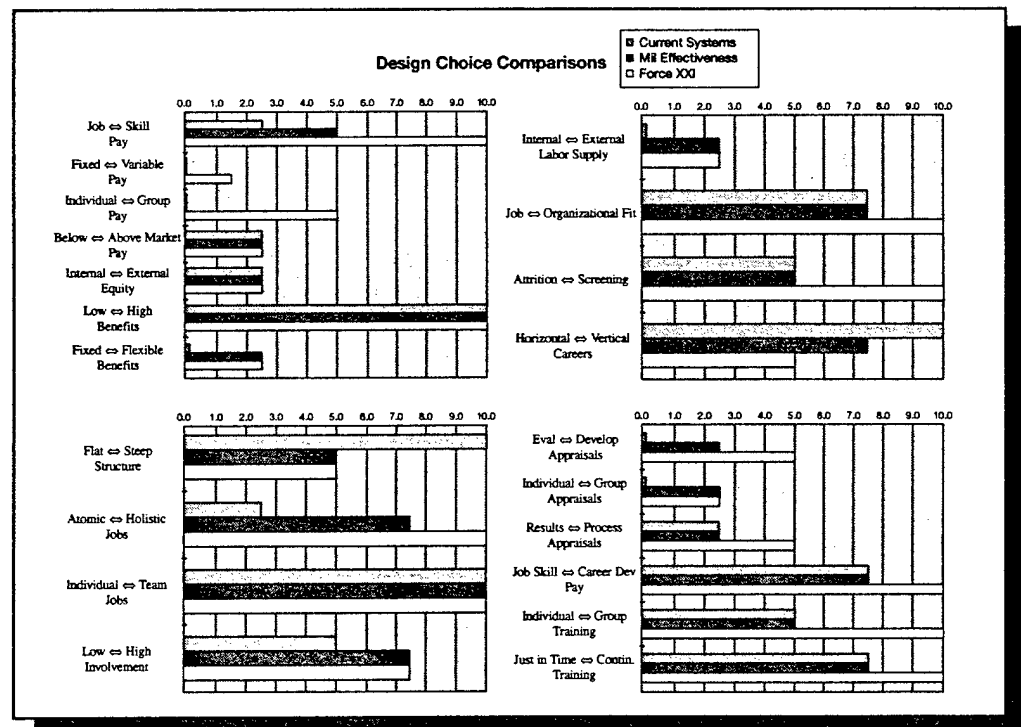 Design Choice Comparisons
Current Systems
Mil Effectiveness
Force XXI
0.0 1.0 2.0 3.0 4.0 5.0 6.0 7.0 8.0 9.0 10.0
Job ⇔ Skill
Pay
Fixed ⇔ Variable
Pay
Individual ⇔ Group
Pay
Below ⇔ Above Market
Pay
Internal ⇔ External
Equity
Low ⇔ High
Benefits
Fixed ⇔ Flexible
Benefits
0.0 1.0 2.0 3.0 4.0 5.0 6.0 7.0 8.0 9.0 10.0
Internal ⇔ External
Labor Supply
Job ⇔ Organizational Fit
Attrition ⇔ Screening
Horizontal ⇔ Vertical
Careers
0.0 1.0 2.0 3.0 4.0 5.0 6.0 7.0 8.0 9.0 10.0
Flat ⇔ Steep
Structure
Atomic ⇔ Holistic
Jobs
Individual ⇔ Team
Jobs
Low ⇔ High
Involvement
0.0 1.0 2.0 3.0 4.0 5.0 6.0 7.0 8.0 9.0 10.0
Eval ⇔ Develop
Appraisals
Individual ⇔ Group
Appraisals
Results ⇔ Process
Appraisals
Job Skill ⇔ Career Dev
Pay
Individual ⇔ Group
Training
Just in Time ⇔ Contin.
Training